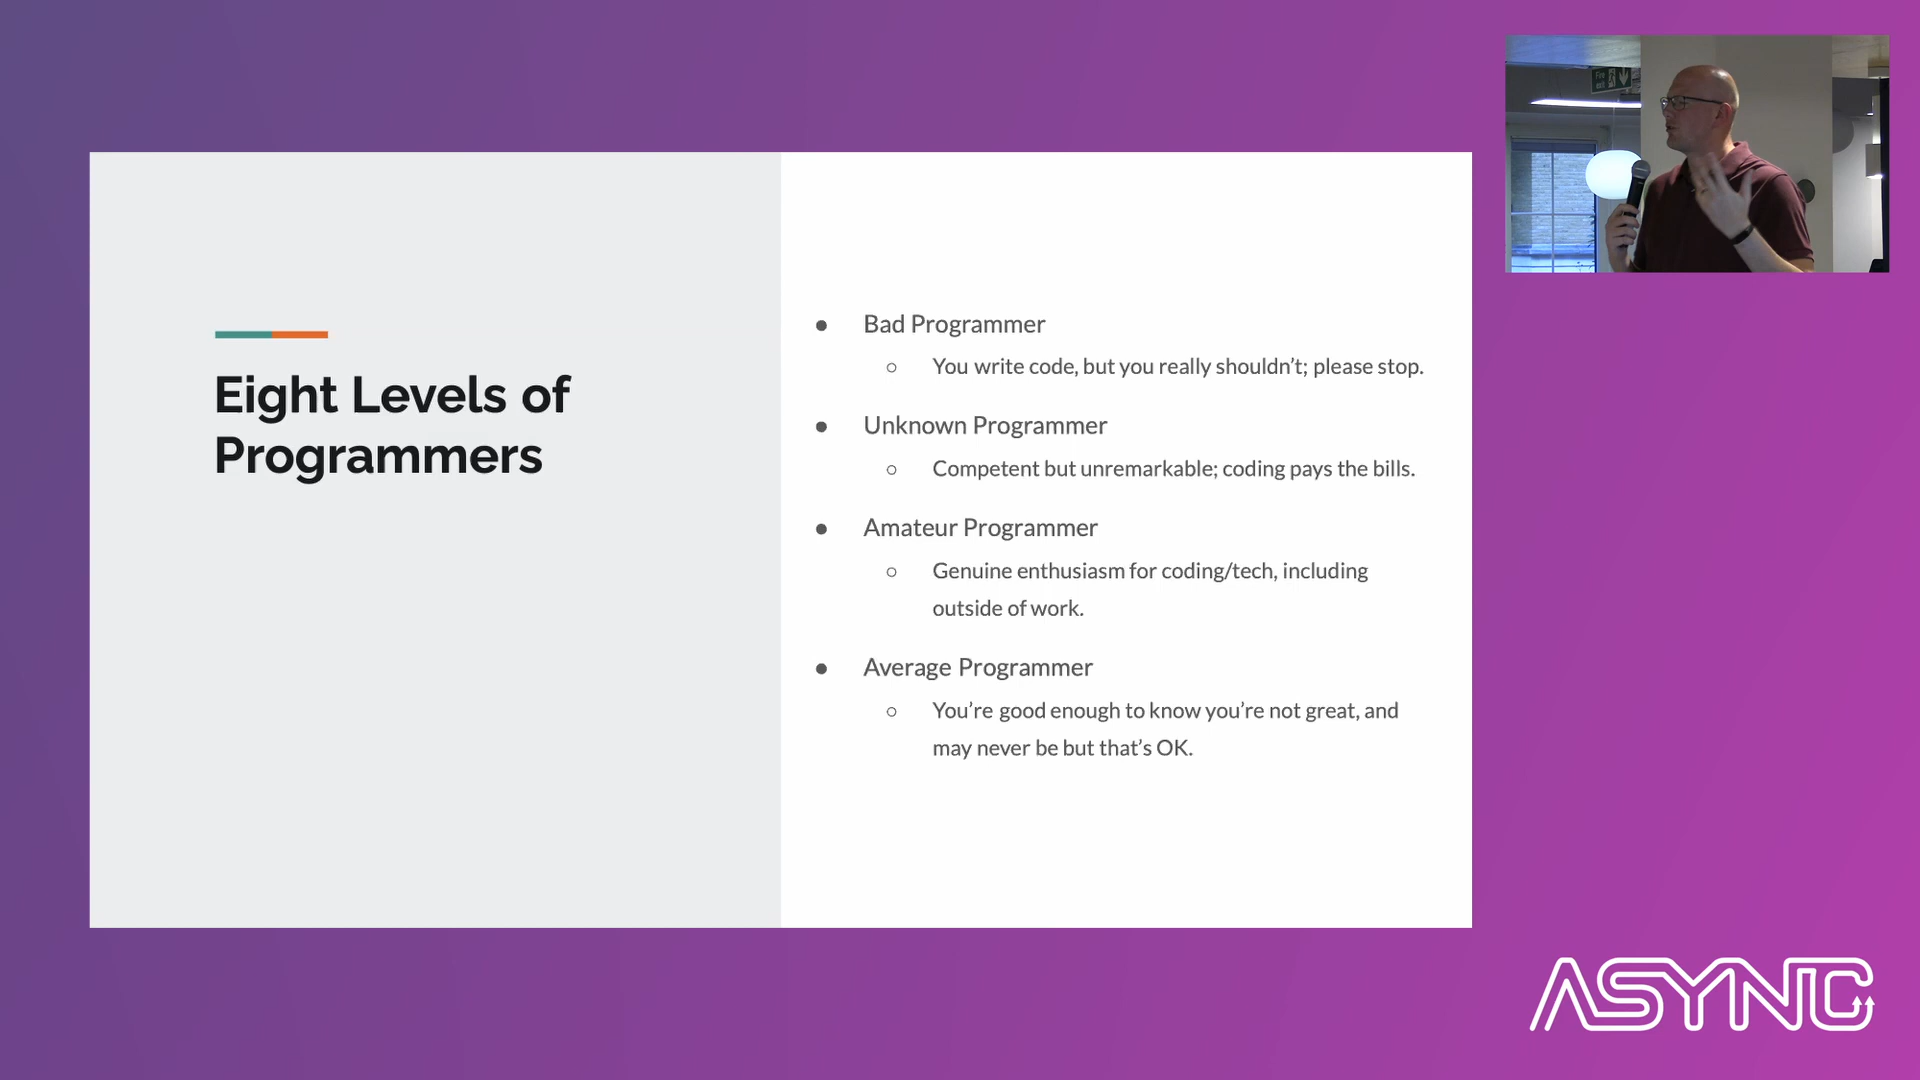 Eight Levels of
Programmers
● Bad Programmer
○ You write code, but you really shouldn’t; please stop.
● Unknown Programmer
○ Competent but unremarkable; coding pays the bills.
● Amateur Programmer
○ Genuine enthusiasm for coding/tech, including
outside of work.
● Average Programmer
○ You’re good enough to know you’re not great, and
may never be but that’s OK.
Fire
exit
ASYNC